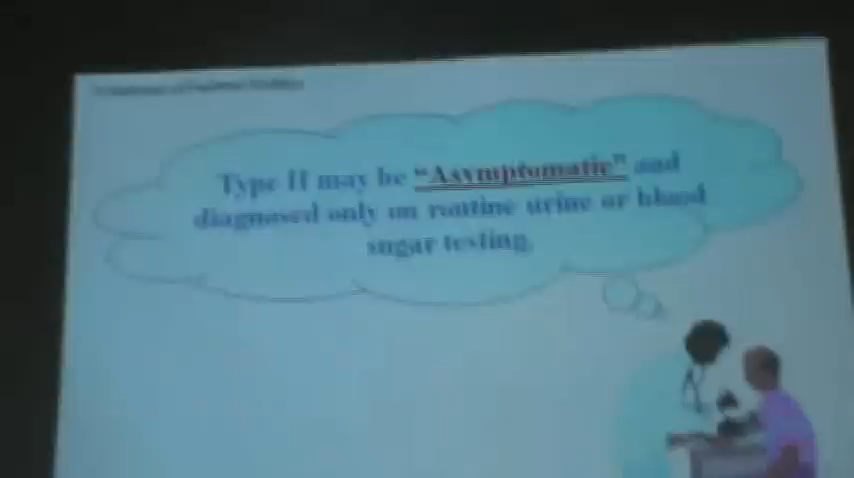 Type II may be “Asymptomatic” and
diagnosed only on routine urine or blood
sugar testing.